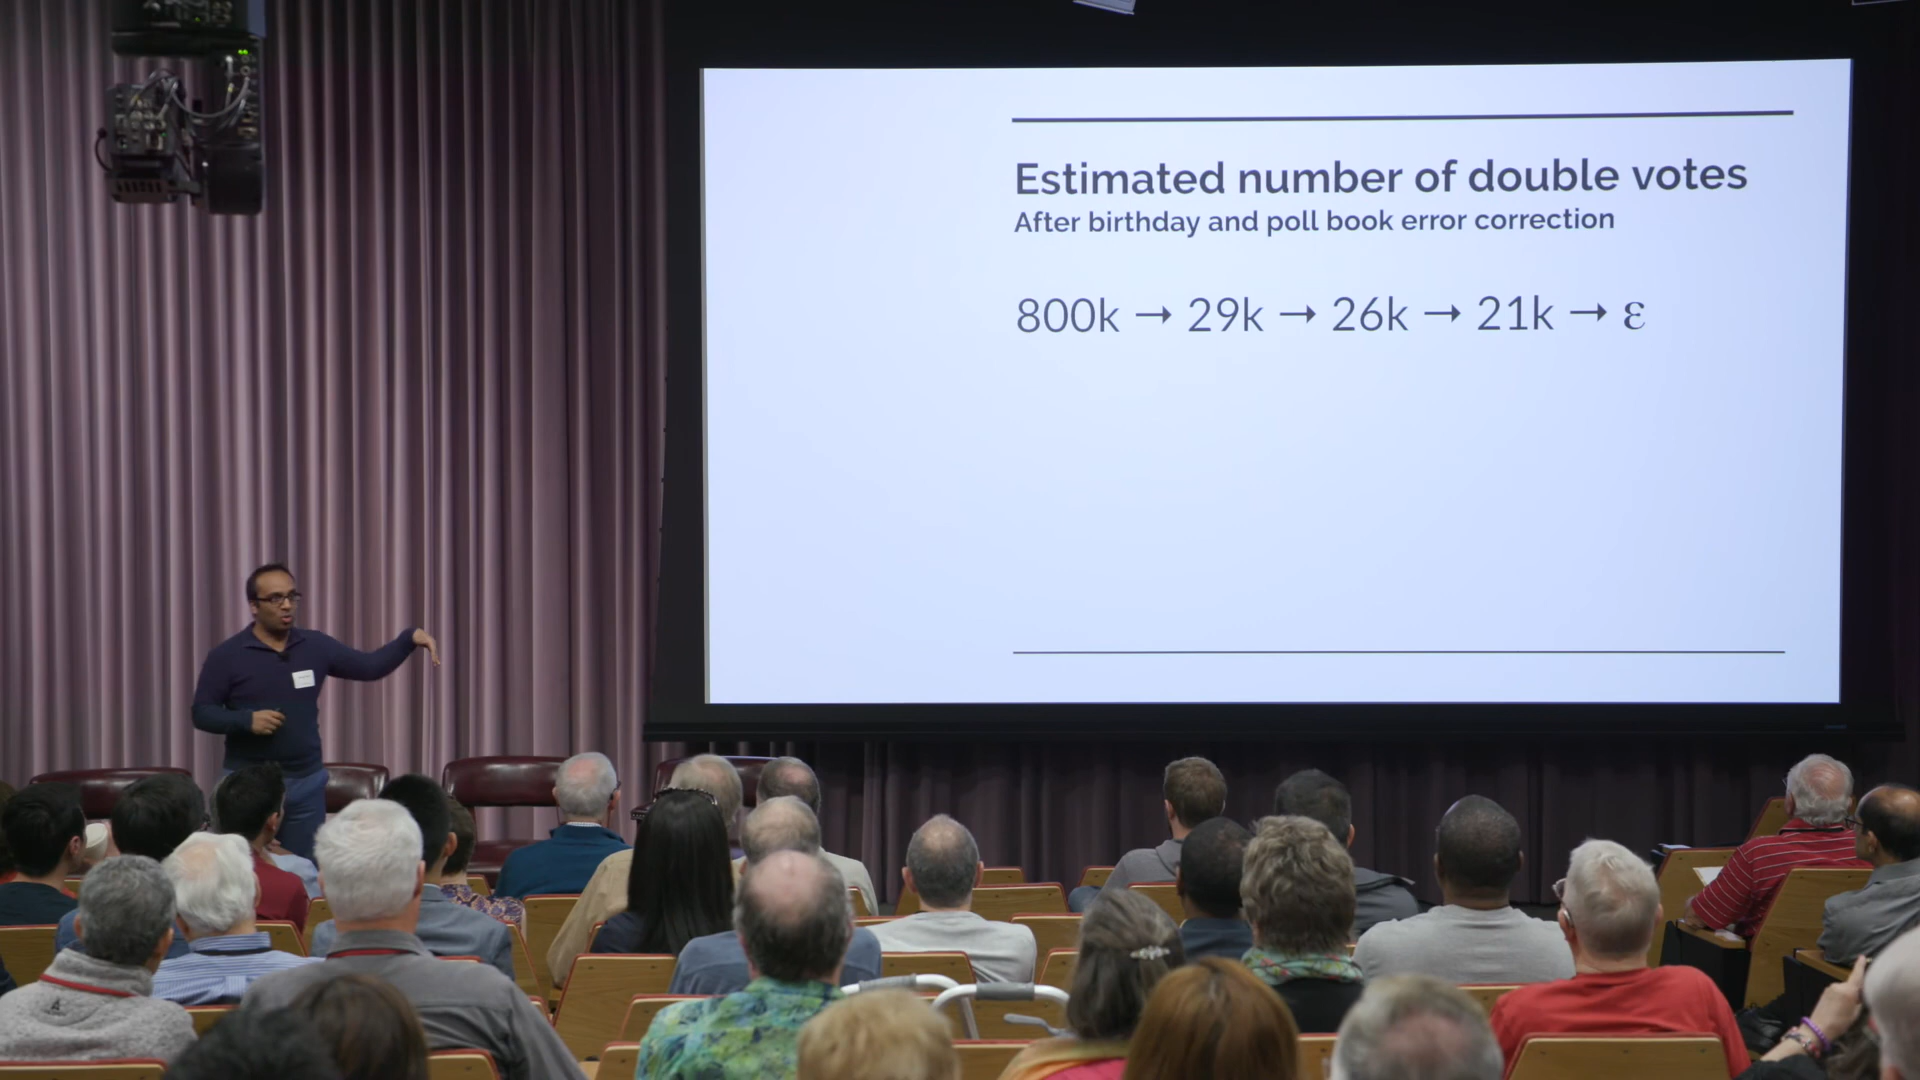 Estimated number of double votes
After birthday and poll book error correction
800k → 29k → 26k → 21k → ε